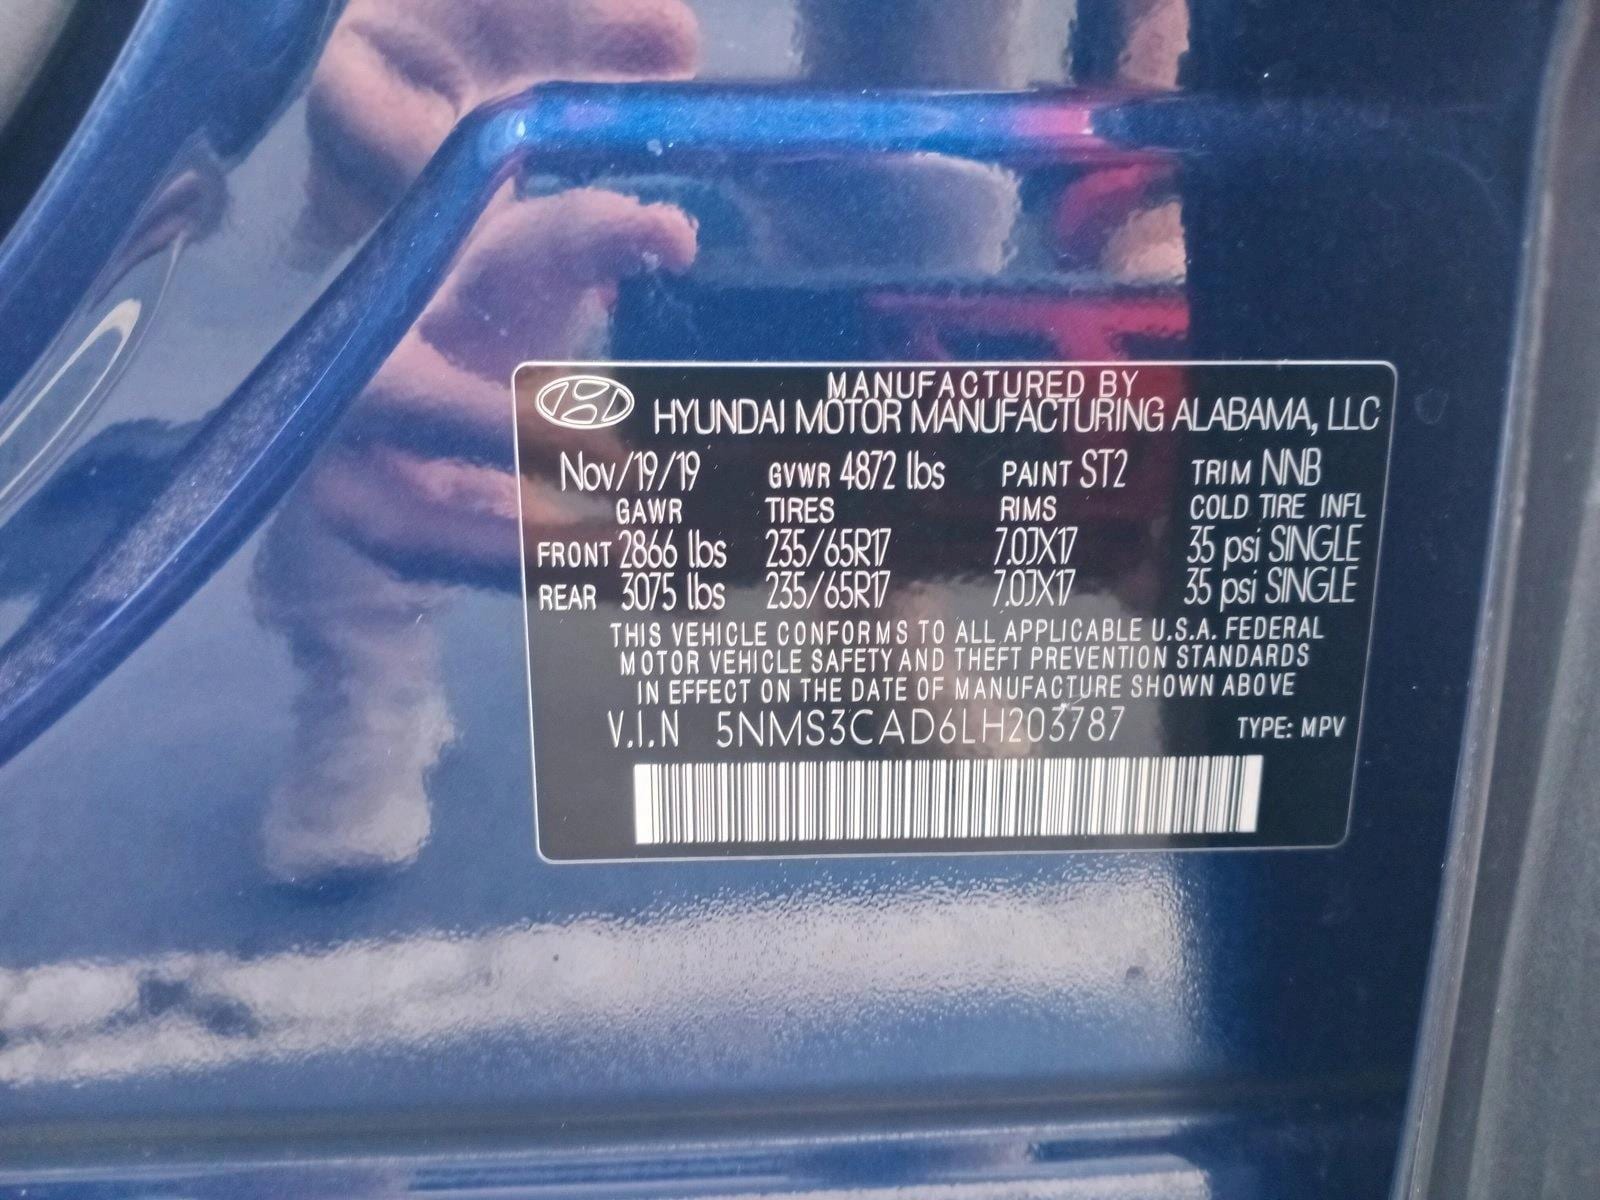 MANUFACTURED BY
HYUNDAI MOTOR MANUFACTURING ALABAMA, LLC
Nov/19/19 GVWR 4872 lbs PAINT ST2 TRIM NNB
GAWR TIRES RIMS COLD TIRE INFL
FRONT 2866 lbs 235/65R17 7.0JX17 35 psi SINGLE
REAR 3075 lbs 235/65R17 7.0JX17 35 psi SINGLE
THIS VEHICLE CONFORMS TO ALL APPLICABLE U.S.A. FEDERAL
MOTOR VEHICLE SAFETY AND THEFT PREVENTION STANDARDS
IN EFFECT ON THE DATE OF MANUFACTURE SHOWN ABOVE
V.I.N 5NMS3CAD6LH203787 TYPE: MPV